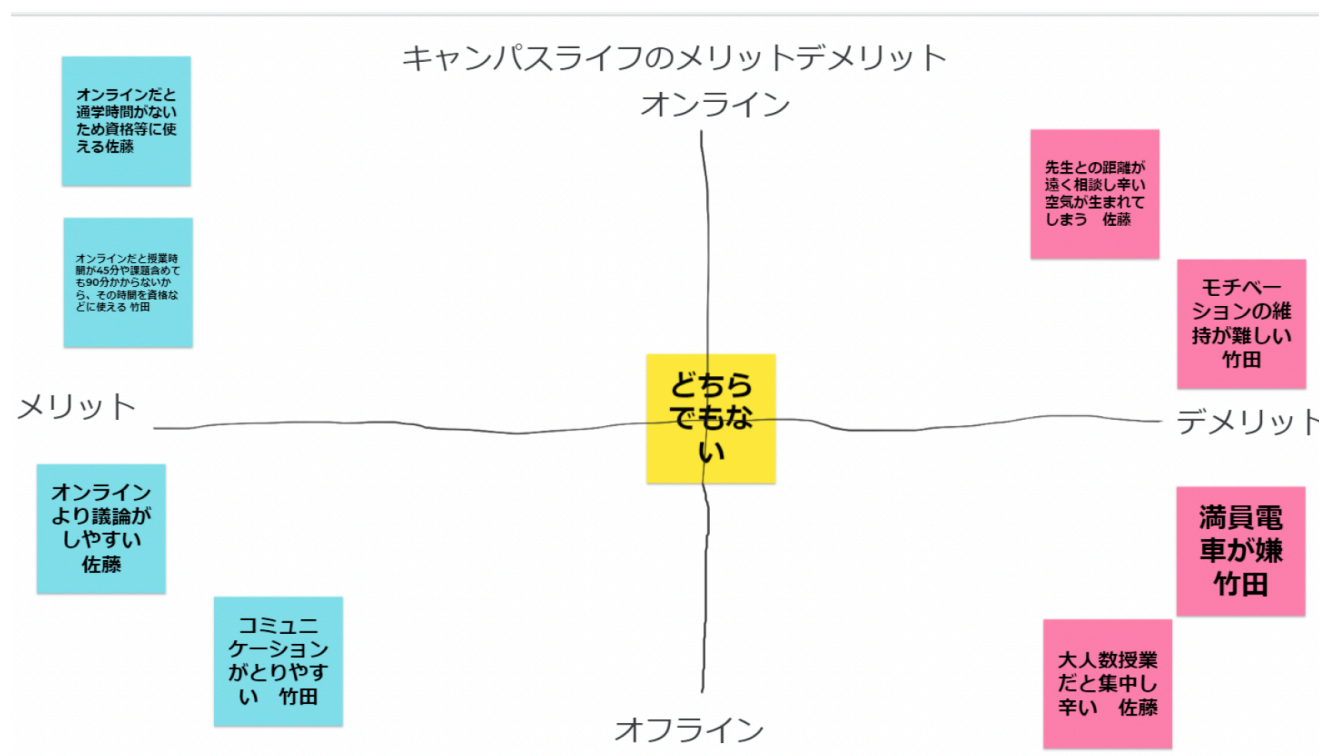 キャンパスライフのメリットデメリット
オンライン
オンラインだと
通学時間がない
ため資格等に使
える佐藤
オンラインだと授業時
間が45分や課題含めて
も90分かからないか
ら、その時間を資格な
どに使える 竹田
先生との距離が
遠く相談し辛い
空気が生まれて
しまう 佐藤
モチベー
ションの維
持が難しい
竹田
メリット
どちら
でもな
い
デメリット
オンライン
より議論が
しやすい
佐藤
コミュニ
ケーション
がとりやす
い 竹田
満員電
車が嫌
竹田
大人数授業
だと集中し
辛い 佐藤
オフライン